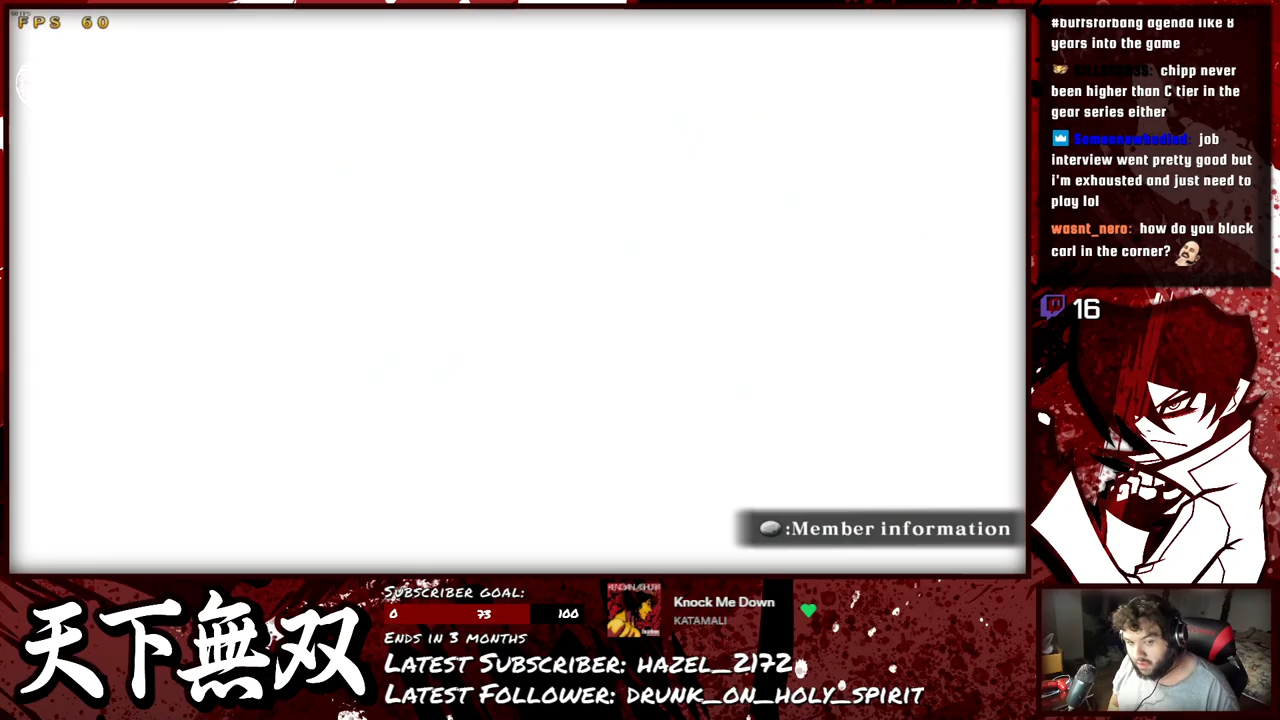 FPS 60
#buffsforbang agenda like 8
years into the game
chipp never
been higher than C tier in the
gear series either
Someonewhodied: job
interview went pretty good but
i'm exhausted and just need to
play lol
wasnt_nero: how do you block
carl in the corner?
16
:Member information
天下無双
Subscriber goal:
0 73 100
Ends in 3 months
Knock Me Down
KATAMALI
Latest Subscriber: hazel_2172
Latest Follower: drunk_on_holy_spirit